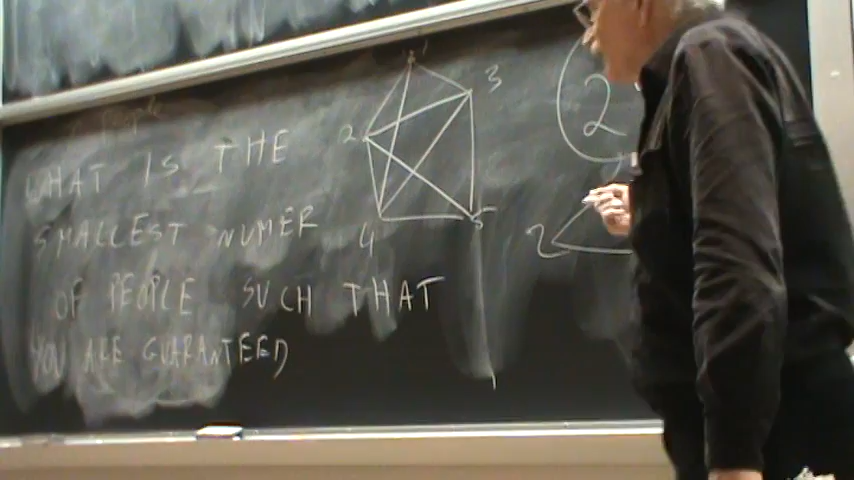 WHAT IS THE
SMALLEST NUMER
OF PEOPLE SUCH THAT
YOU ARE GUARANTEED
1
2
3
4
5
2
2